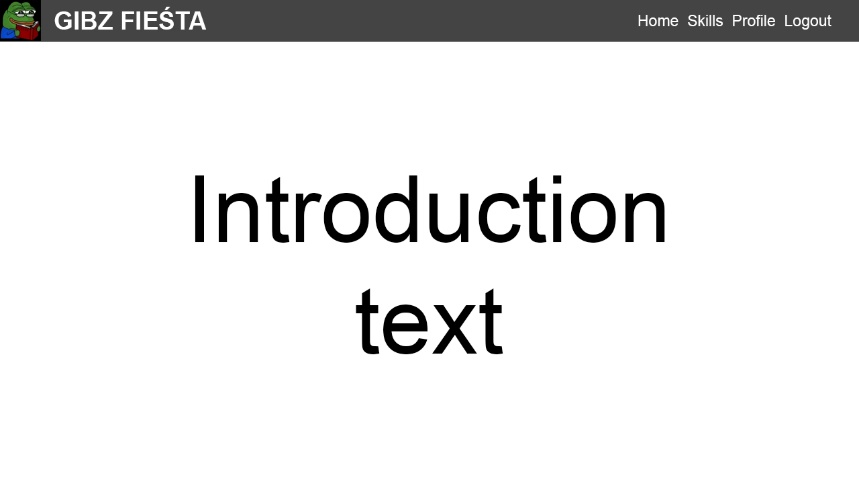 GIBZ FIEŚTA
Home Skills Profile Logout
Introduction
text